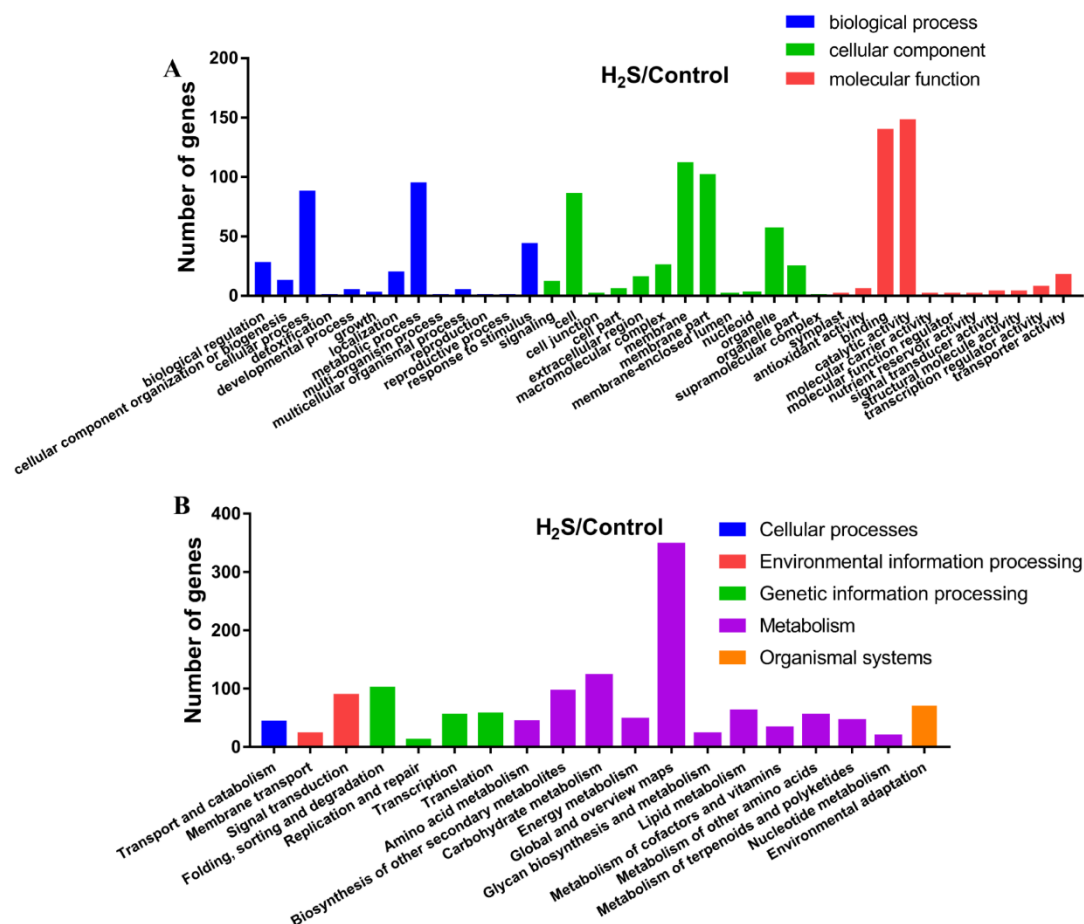 A
H₂S/Control
biological process
cellular component
molecular function
Number of genes
200
150
100
50
0
biological regulation
cellular component organization or biogenesis
cellular process
detoxification
developmental process
growth
localization
metabolic process
multi-organism process
multicellular organismal process
reproduction
reproductive process
response to stimulus
signaling
cell
cell junction
cell part
extracellular region
macromolecular complex
membrane
membrane part
membrane-enclosed lumen
nucleoid
organelle
organelle part
supramolecular complex
symplast
antioxidant activity
binding
catalytic activity
molecular carrier activity
molecular function regulator
nutrient reservoir activity
signal transducer activity
structural molecule activity
transcription regulator activity
transporter activity
B
H₂S/Control
Cellular processes
Environmental information processing
Genetic information processing
Metabolism
Organismal systems
Number of genes
400
300
200
100
0
Transport and catabolism
Membrane transport
Signal transduction
Folding, sorting and degradation
Replication and repair
Transcription
Translation
Amino acid metabolism
Biosynthesis of other secondary metabolites
Carbohydrate metabolism
Energy metabolism
Global and overview maps
Glycan biosynthesis and metabolism
Lipid metabolism
Metabolism of cofactors and vitamins
Metabolism of other amino acids
Metabolism of terpenoids and polyketides
Nucleotide metabolism
Environmental adaptation